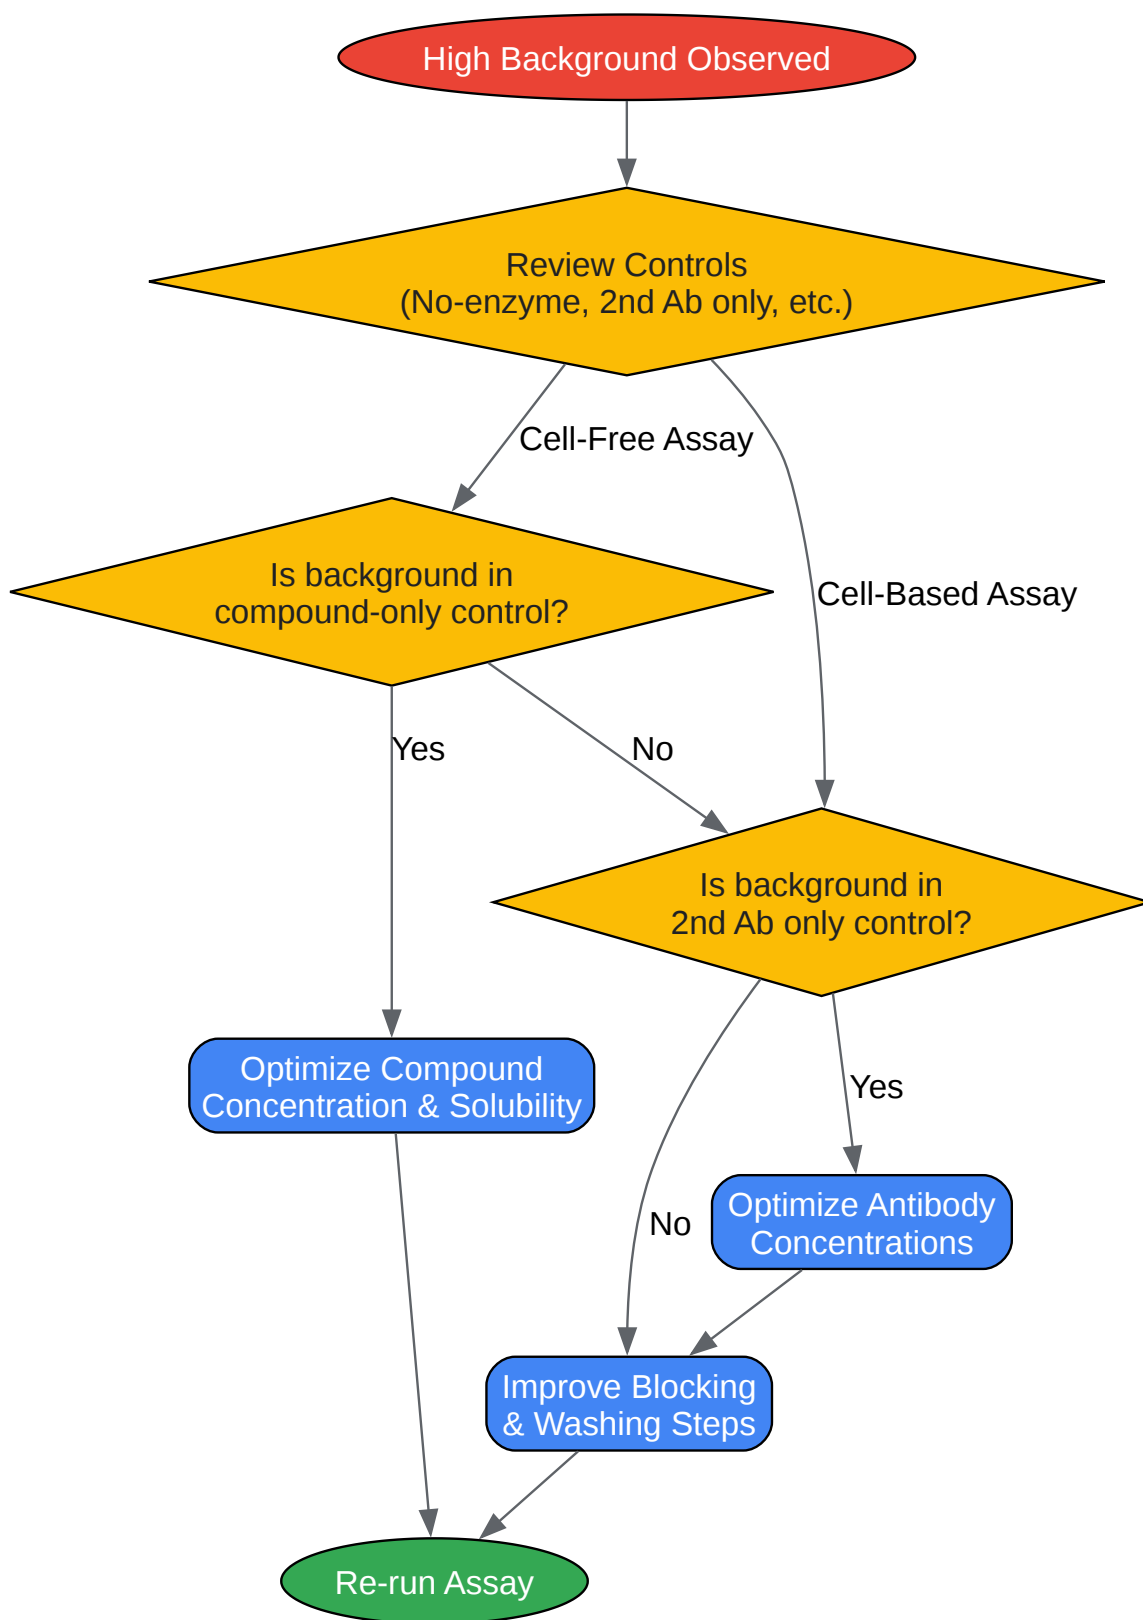 High Background Observed
Review Controls
(No-enzyme, 2nd Ab only, etc.)
Cell-Free Assay
Is background in
compound-only control?
Cell-Based Assay
Yes
No
Is background in
2nd Ab only control?
Optimize Compound
Concentration & Solubility
Yes
No
Optimize Antibody
Concentrations
Improve Blocking
& Washing Steps
Re-run Assay